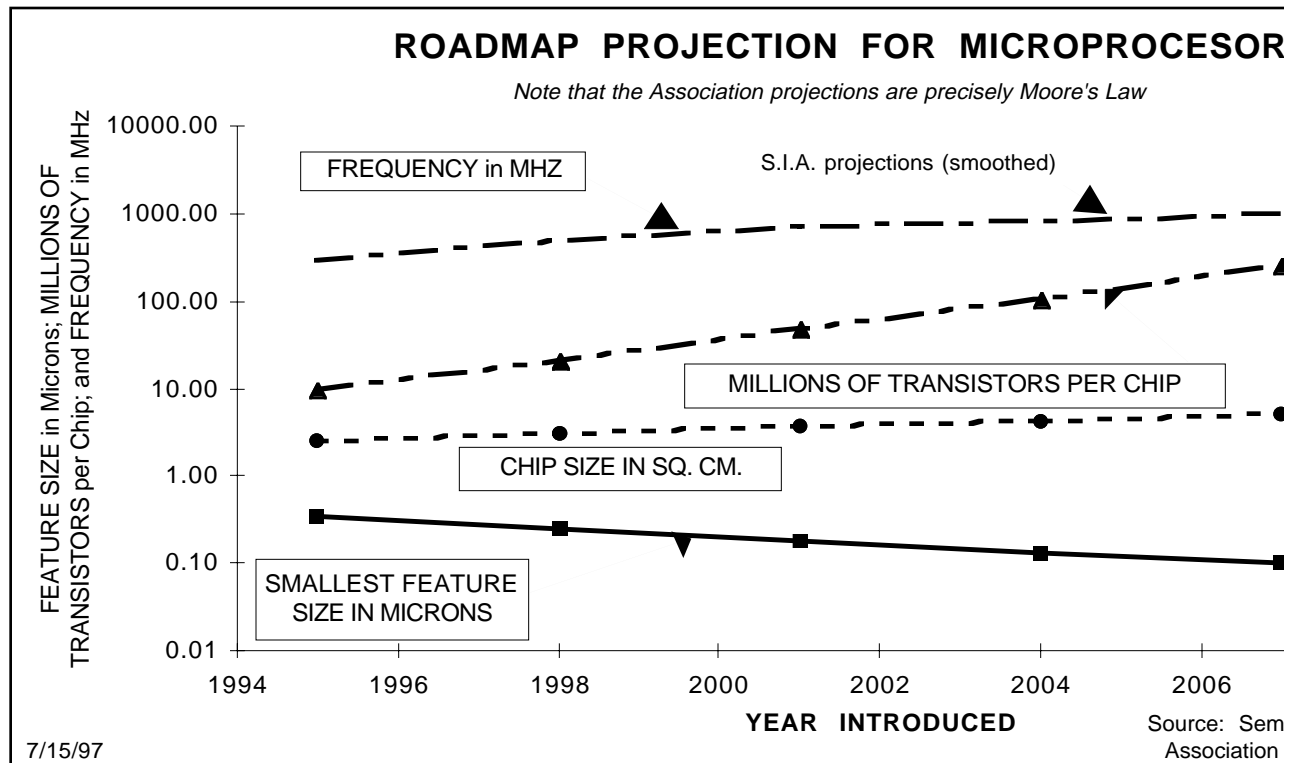 ROADMAP PROJECTION FOR MICROPROCESOR
Note that the Association projections are precisely Moore's Law
FEATURE SIZE in Microns; MILLIONS OF
TRANSISTORS per Chip; and FREQUENCY in MHz
10000.00
1000.00
100.00
10.00
1.00
0.10
0.01
FREQUENCY in MHZ
S.I.A. projections (smoothed)
MILLIONS OF TRANSISTORS PER CHIP
CHIP SIZE IN SQ. CM.
SMALLEST FEATURE
SIZE IN MICRONS
1994 1996 1998 2000 2002 2004 2006
YEAR INTRODUCED
Source: Sem
Association
7/15/97